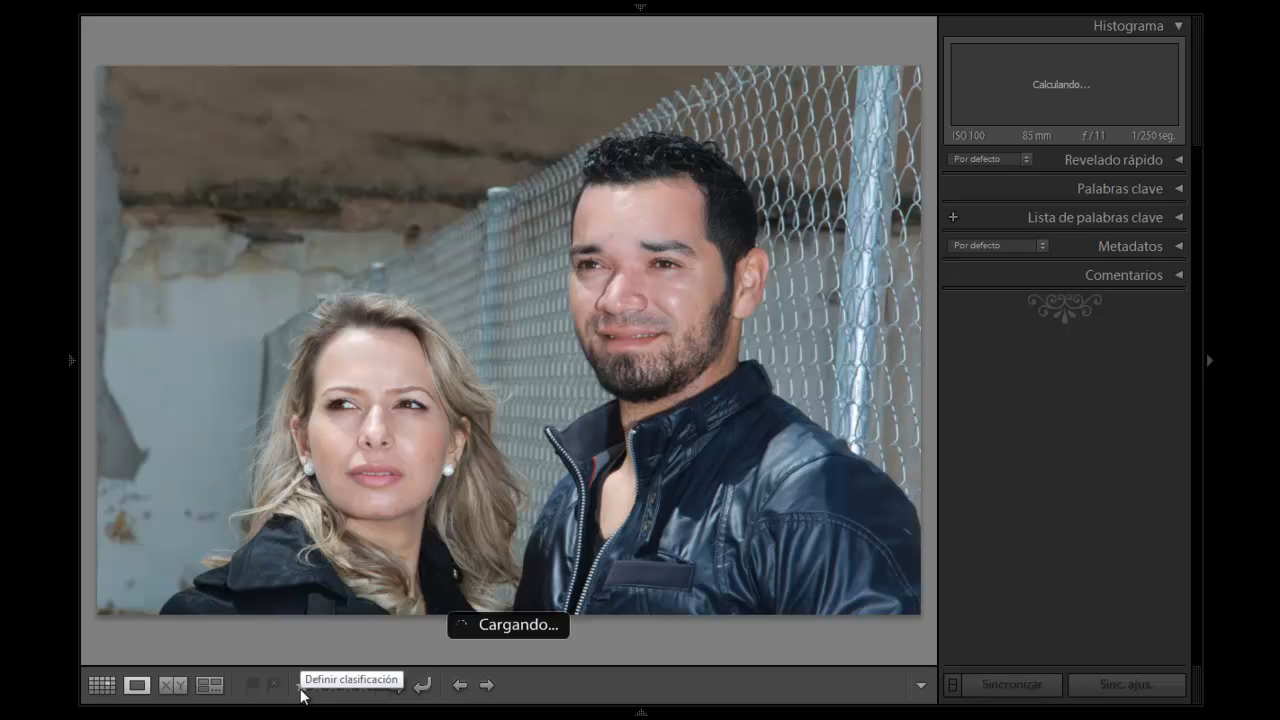 Histograma
Calculando...
ISO 100 85 mm ƒ / 11 1/250 seg.
Por defecto Revelado rápido
Palabras clave
+ Lista de palabras clave
Por defecto Metadatos
Comentarios
Cargando...
Definir clasificación
X Y
Sincronizar Sinc. ajus.